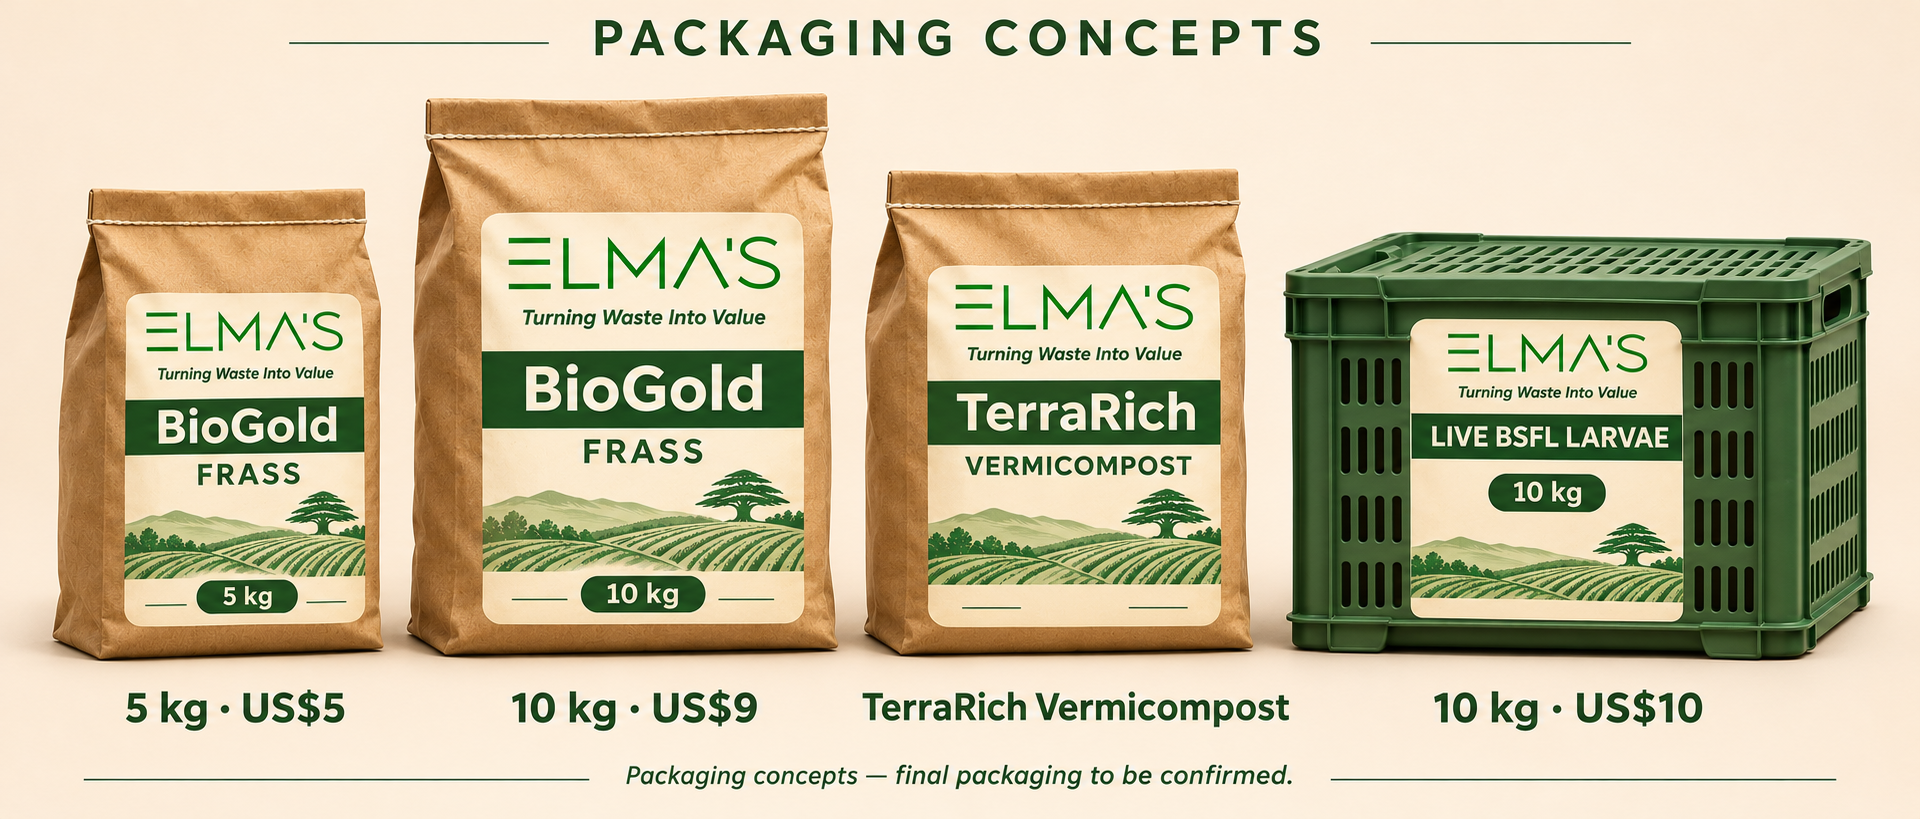 PACKAGING CONCEPTS
ELMA'S
Turning Waste Into Value
BioGold
FRASS
5 kg
ELMA'S
Turning Waste Into Value
BioGold
FRASS
10 kg
ELMA'S
Turning Waste Into Value
TerraRich
VERMICOMPOST
ELMA'S
Turning Waste Into Value
LIVE BSFL LARVAE
10 kg
5 kg · US$5
10 kg · US$9
TerraRich Vermicompost
10 kg · US$10
Packaging concepts — final packaging to be confirmed.